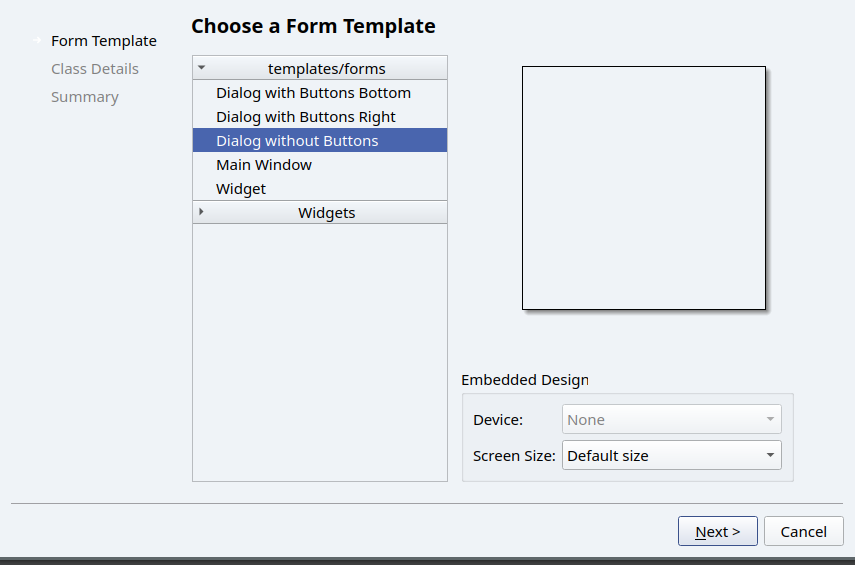 Choose a Form Template
Form Template
Class Details
Summary
templates/forms
Dialog with Buttons Bottom
Dialog with Buttons Right
Dialog without Buttons
Main Window
Widget
Widgets
Embedded Design
Device: None
Screen Size: Default size
Next > Cancel